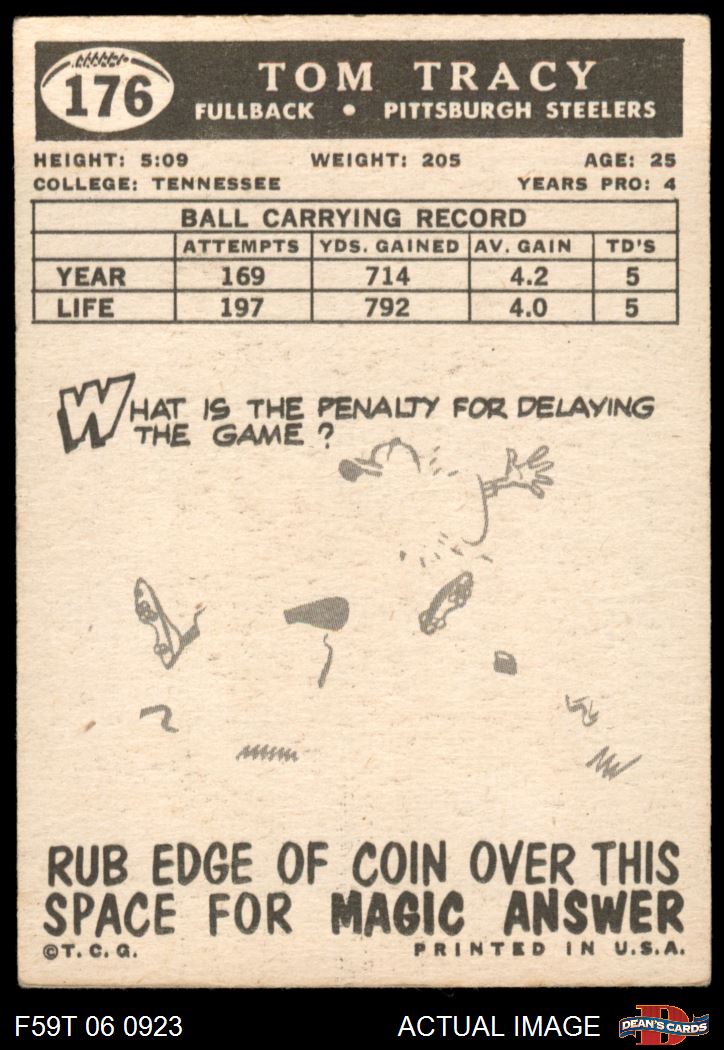 176
TOM TRACY
FULLBACK • PITTSBURGH STEELERS
HEIGHT: 5:09 WEIGHT: 205 AGE: 25
COLLEGE: TENNESSEE YEARS PRO: 4
BALL CARRYING RECORD
ATTEMPTS YDS. GAINED AV. GAIN TD'S
YEAR 169 714 4.2 5
LIFE 197 792 4.0 5
WHAT IS THE PENALTY FOR DELAYING
THE GAME?
RUB EDGE OF COIN OVER THIS
SPACE FOR MAGIC ANSWER
©T.C.G. PRINTED IN U.S.A.
F59T 06 0923 ACTUAL IMAGE D DEAN'S CARDS